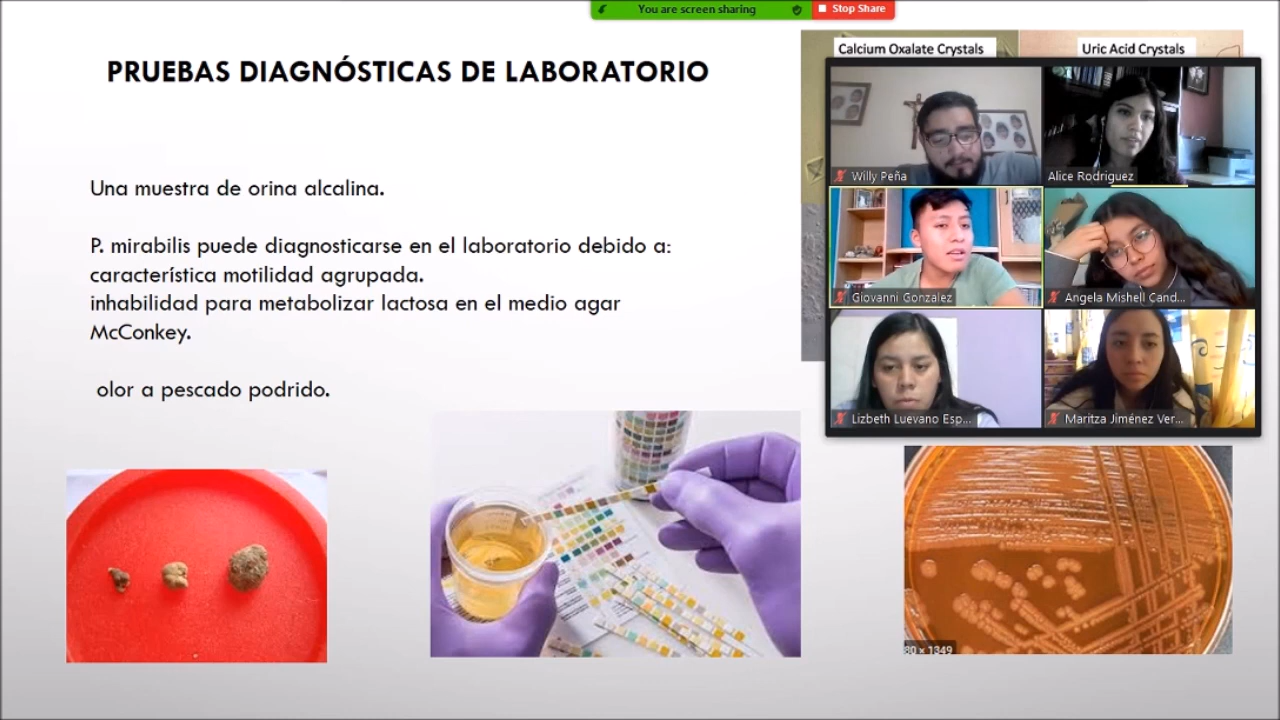 You are screen sharing
Stop Share
Calcium Oxalate Crystals
Uric Acid Crystals
PRUEBAS DIAGNÓSTICAS DE LABORATORIO
Willy Peña
Alice Rodriguez
Una muestra de orina alcalina.
P. mirabilis puede diagnosticarse en el laboratorio debido a:
característica motilidad agrupada.
inhabilidad para metabolizar lactosa en el medio agar
McConkey.
Giovanni Gonzalez
Angela Mishell Cand...
olor a pescado podrido.
Lizbeth Luevano Esp...
Maritza Jiménez Ver...
80 x 1349